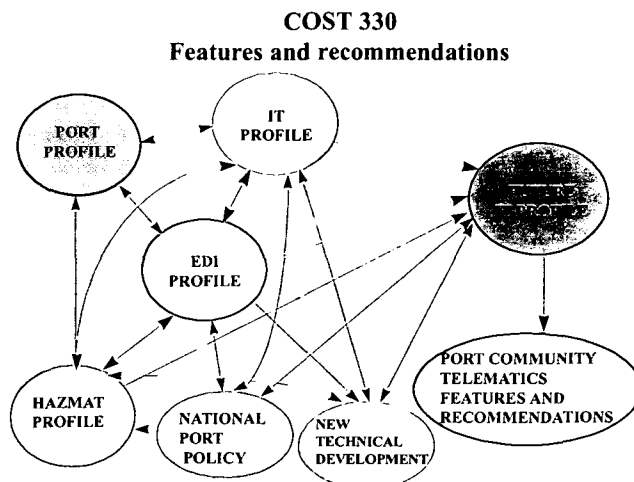 COST 330
Features and recommendations
IT
PROFILE
PORT
PROFILE
EDI
PROFILE
HAZMAT
PROFILE
NATIONAL
PORT
POLICY
NEW
TECHNICAL
DEVELOPMENT
PORT COMMUNITY
TELEMATICS
FEATURES AND
RECOMMENDATIONS